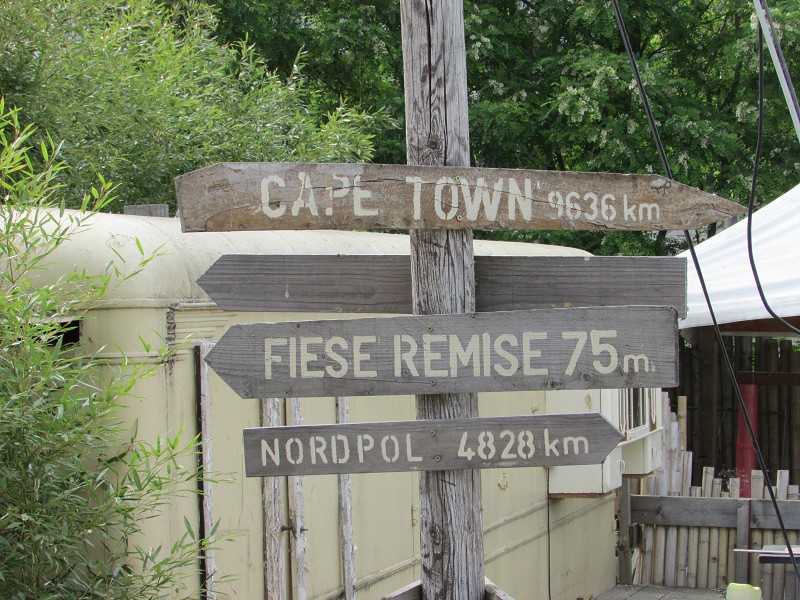 CAPE TOWN 9636 km
FIESE REMISE 75 m.
NORDPOL 4828 km